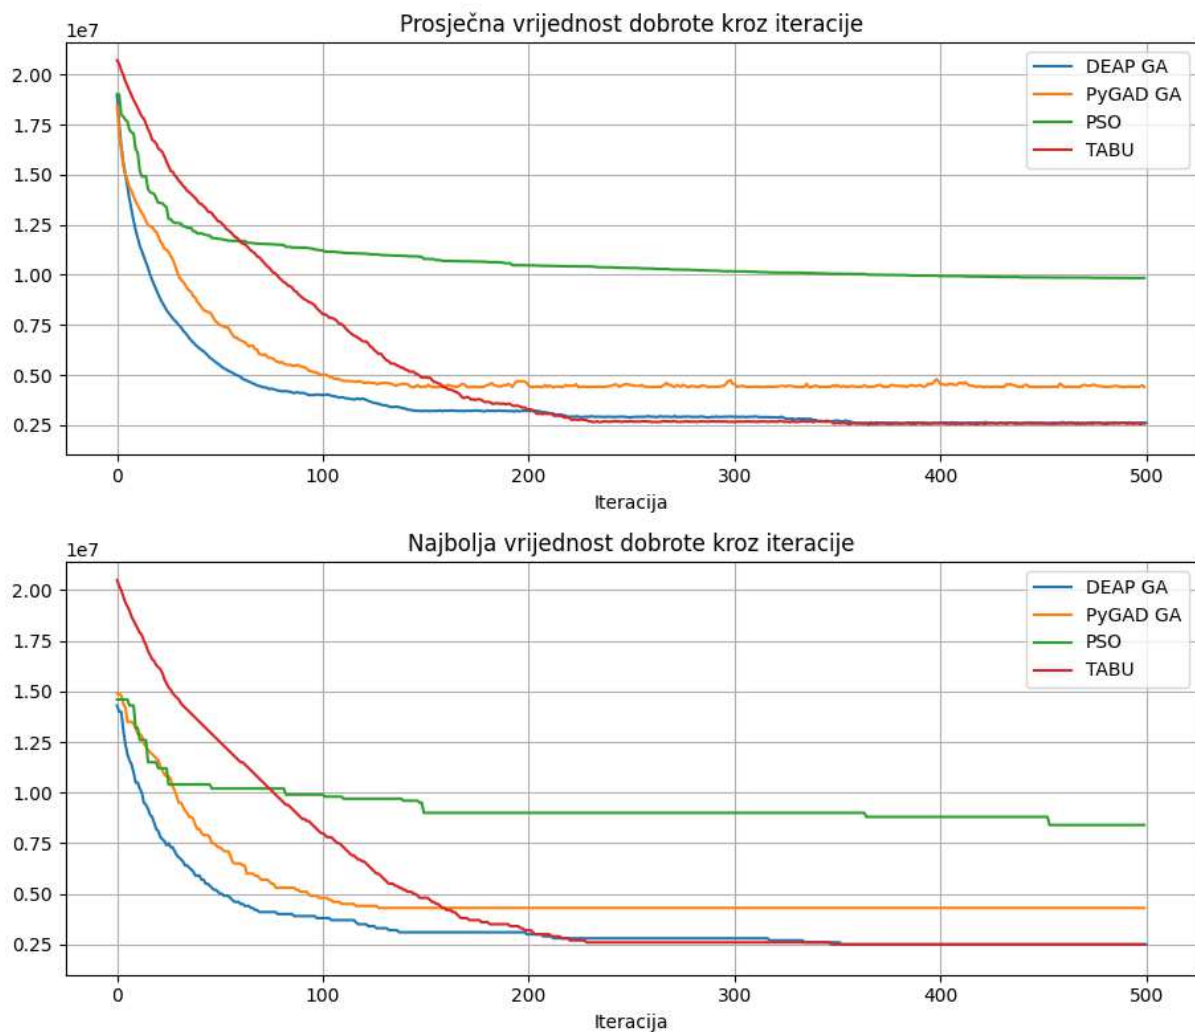 Prosječna vrijednost dobrote kroz iteracije
1e7
2.00
1.75
1.50
1.25
1.00
0.75
0.50
0.25
DEAP GA
PyGAD GA
PSO
TABU
0 100 200 300 400 500
Iteracija
Najbolja vrijednost dobrote kroz iteracije
1e7
2.00
1.75
1.50
1.25
1.00
0.75
0.50
0.25
DEAP GA
PyGAD GA
PSO
TABU
0 100 200 300 400 500
Iteracija